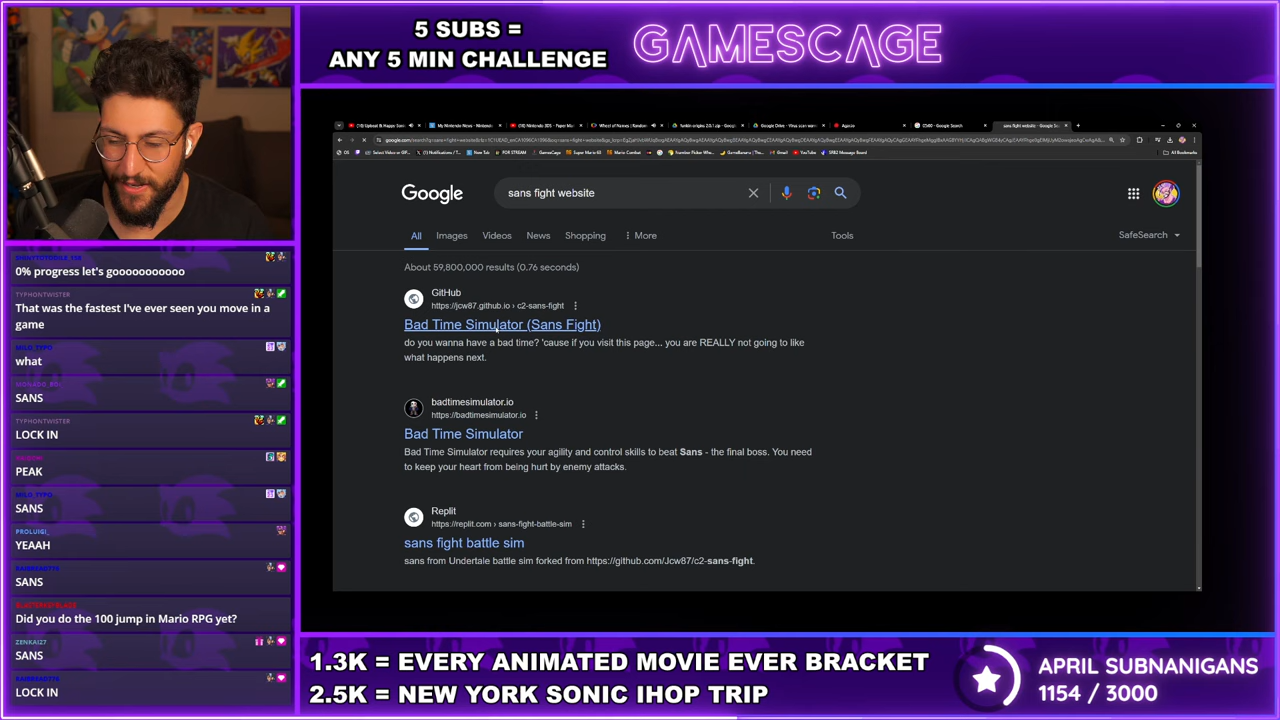 5 SUBS =
ANY 5 MIN CHALLENGE
GAMESCAGE
0% progress let's gooooooooooo
TYPHONTWISTER
That was the fastest I've ever seen you move in a
game
MILD_TYPO
what
SANS
TYPHONTWISTER
LOCK IN
PEAK
MILD_TYPO
SANS
PROLUIGI_
YEAAH
SANS
Did you do the 100 jump in Mario RPG yet?
ZENKAI27
SANS
LOCK IN
Google
sans fight website
All
Images
Videos
News
Shopping
More
Tools
SafeSearch
About 59,800,000 results (0.76 seconds)
GitHub
https://jcw87.github.io › c2-sans-fight
Bad Time Simulator (Sans Fight)
do you wanna have a bad time? 'cause if you visit this page... you are REALLY not going to like
what happens next.
badtimesimulator.io
https://badtimesimulator.io
Bad Time Simulator
Bad Time Simulator requires your agility and control skills to beat Sans - the final boss. You need
to keep your heart from being hurt by enemy attacks.
Replit
https://replit.com › sans-fight-battle-sim
sans fight battle sim
sans from Undertale battle sim forked from https://github.com/Jcw87/c2-sans-fight.
1.3K = EVERY ANIMATED MOVIE EVER BRACKET
2.5K = NEW YORK SONIC IHOP TRIP
APRIL SUBNANIGANS
1154 / 3000